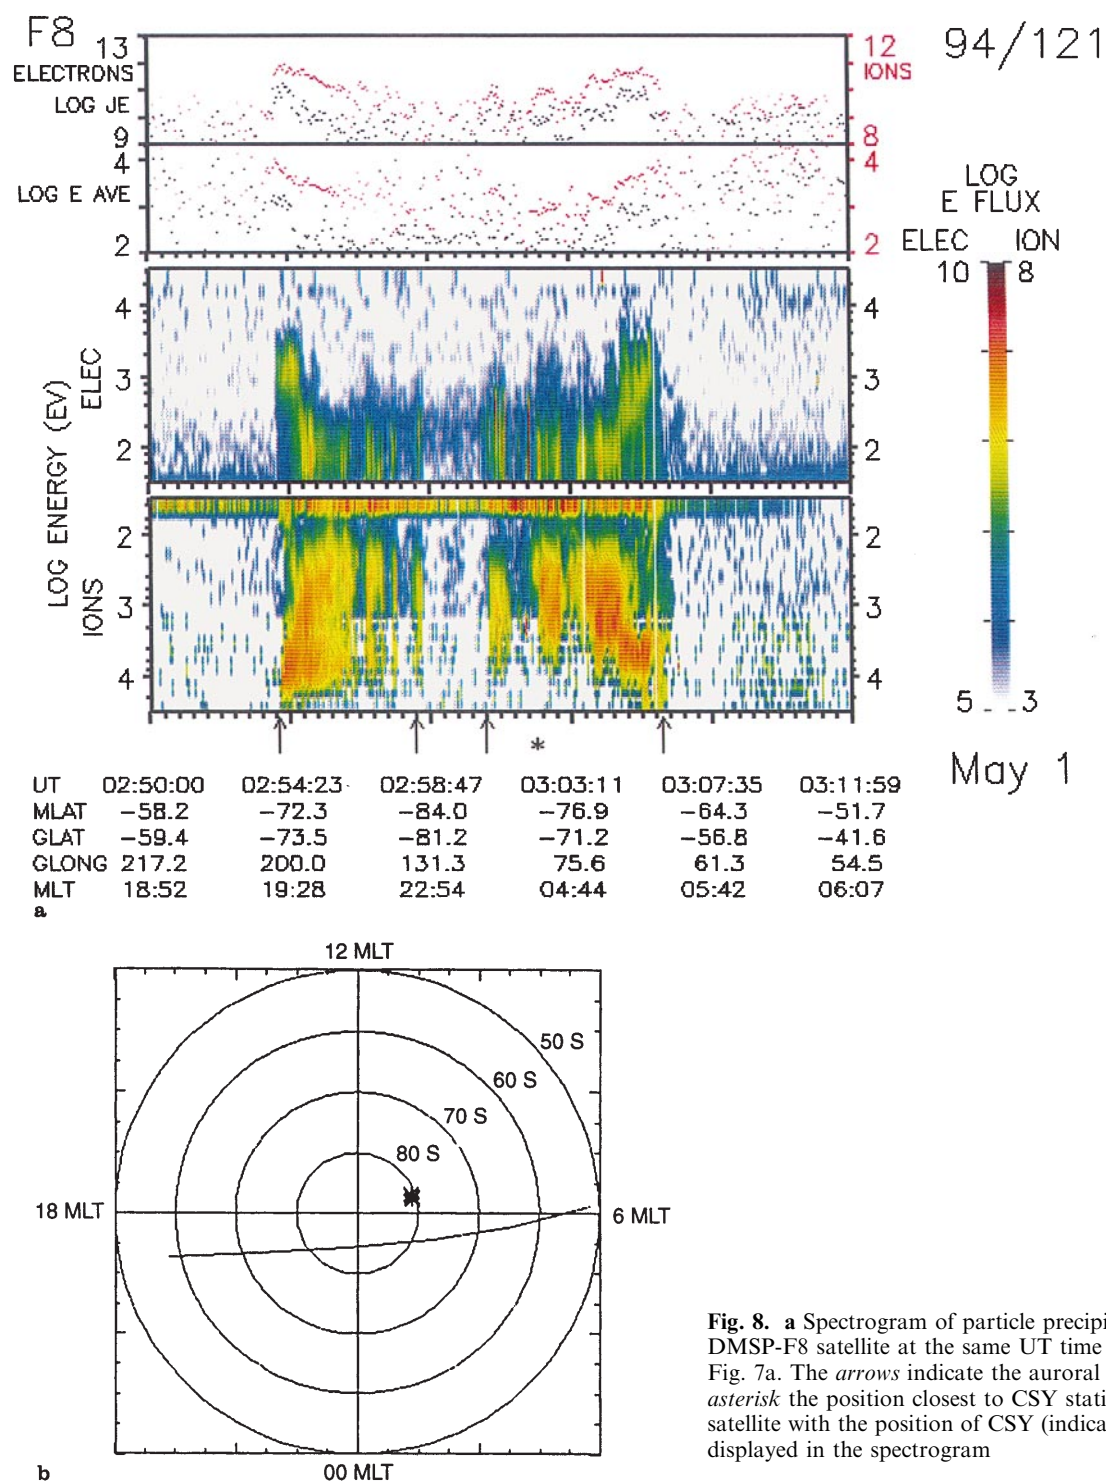 F8
94/121
13
12
ELECTRONS
IONS
LOG JE
9
8
4
4
LOG E AVE
2
2
LOG
E FLUX
ELEC ION
10 8
4
4
3
3
2
2
ELEC
LOG ENERGY (EV)
IONS
2
2
3
3
4
4
5 3
*
May 1
UT 02:50:00 02:54:23 02:58:47 03:03:11 03:07:35 03:11:59
MLAT -58.2 -72.3 -84.0 -76.9 -64.3 -51.7
GLAT -59.4 -73.5 -81.2 -71.2 -56.8 -41.6
GLONG 217.2 200.0 131.3 75.6 61.3 54.5
MLT 18:52 19:28 22:54 04:44 05:42 06:07
a
12 MLT
50 S
60 S
70 S
80 S
18 MLT
6 MLT
00 MLT
b
Fig. 8. a Spectrogram of particle precipi
DMSP-F8 satellite at the same UT time
Fig. 7a. The arrows indicate the auroral
asterisk the position closest to CSY stati
satellite with the position of CSY (indica
displayed in the spectrogram